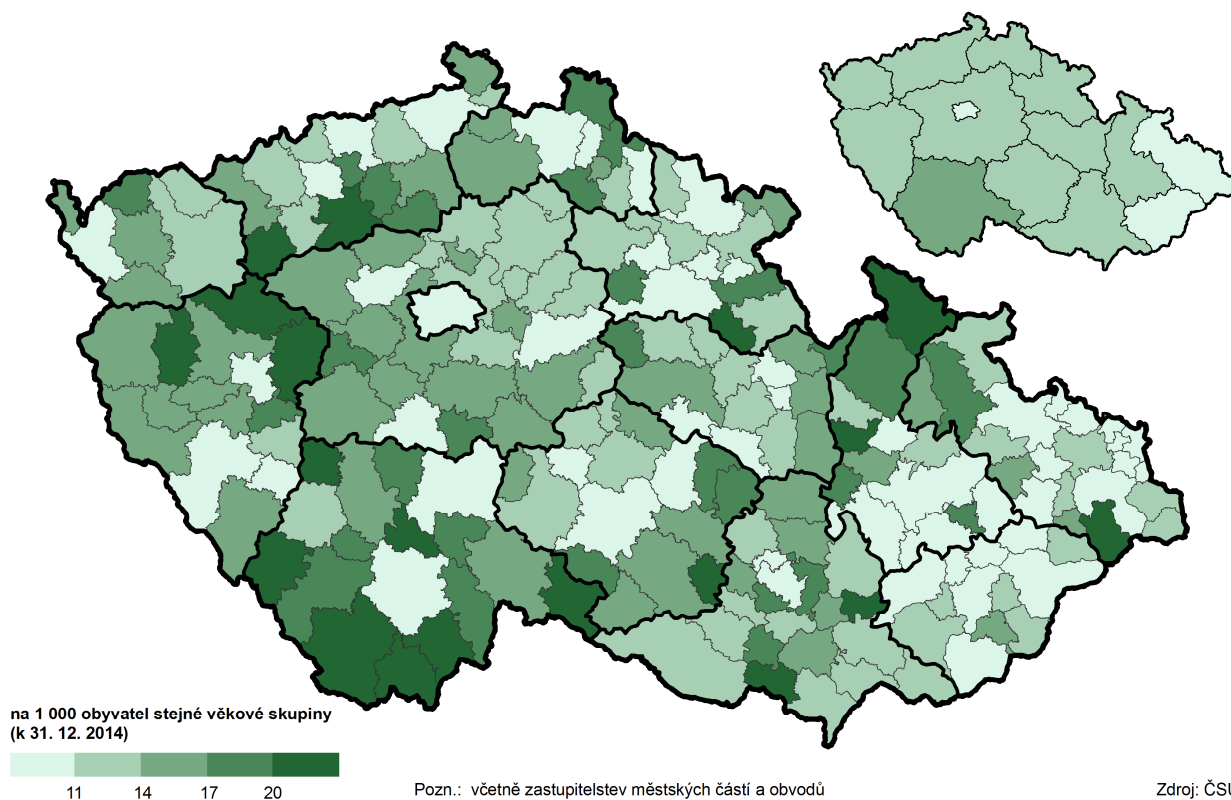 na 1 000 obyvatel stejné věkové skupiny
(k 31. 12. 2014)
11 14 17 20
Pozn.: včetně zastupitelstev městských částí a obvodů
Zdroj: ČS